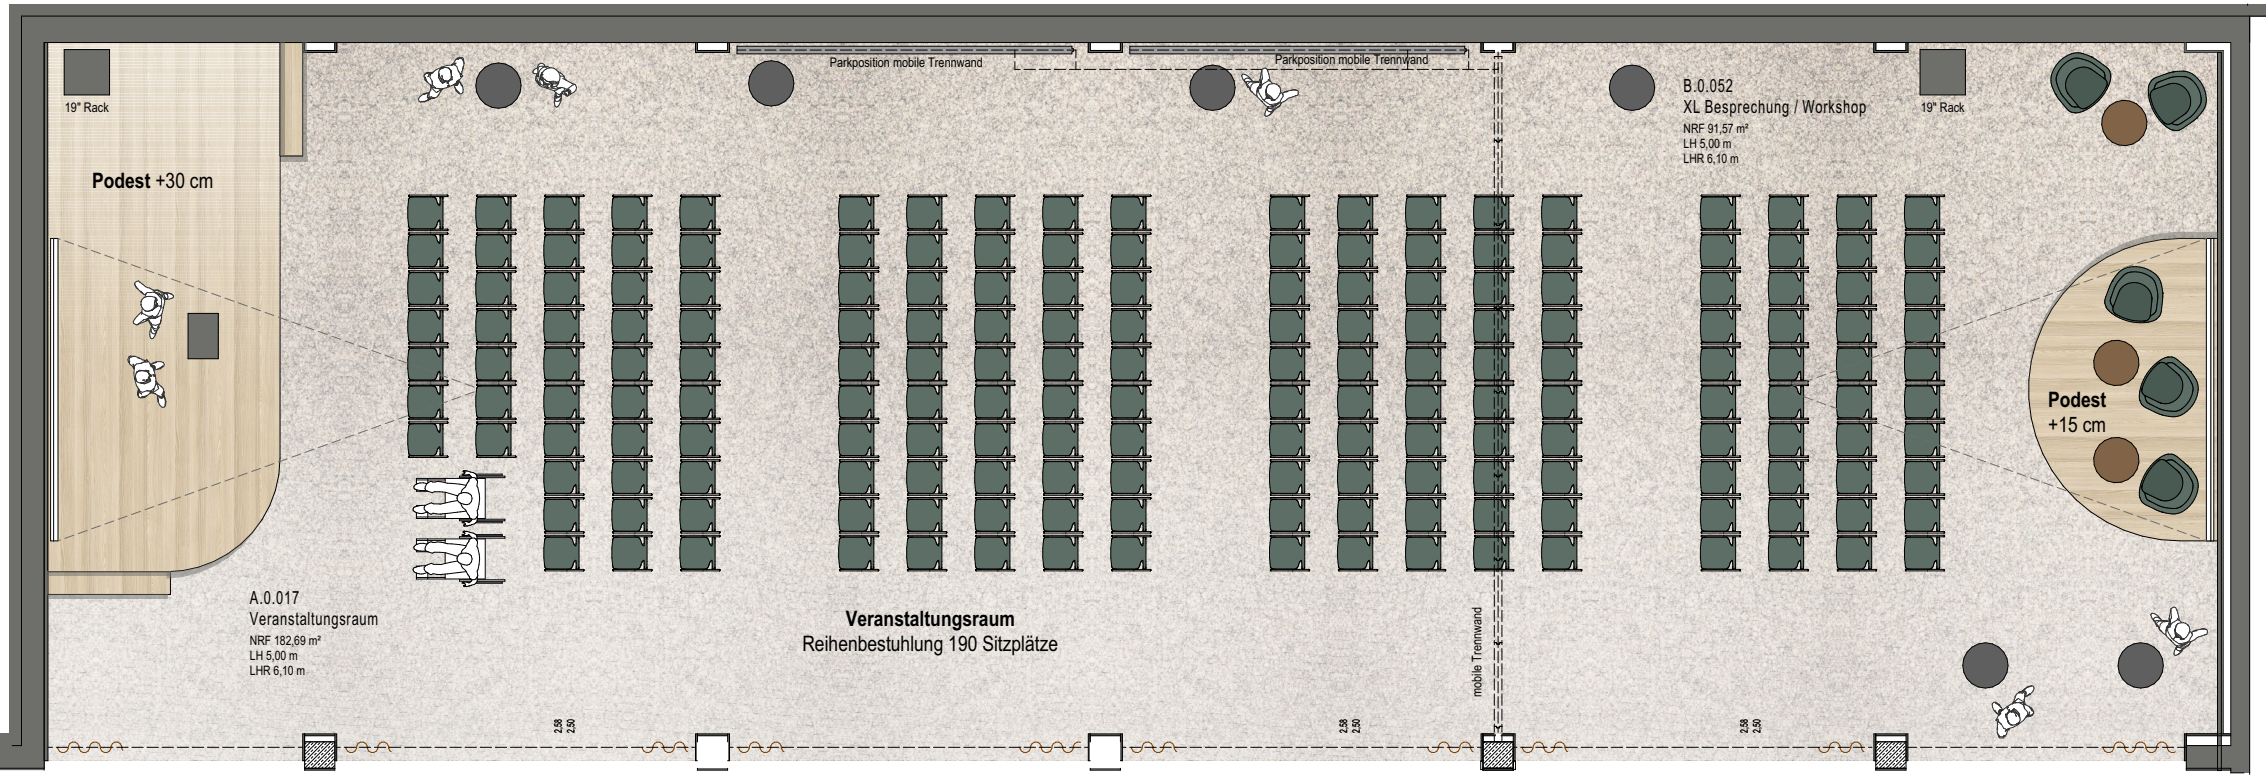 Parkposition mobile Trennwand
Parkposition mobile Trennwand
19" Rack
B.0.052
XL Besprechung / Workshop
NRF 91,57 m²
LH 5,00 m
LHR 6,10 m
19" Rack
Podest +30 cm
Podest
+15 cm
A.0.017
Veranstaltungsraum
NRF 182,69 m²
LH 5,00 m
LHR 6,10 m
Veranstaltungsraum
Reihenbestuhlung 190 Sitzplätze
mobile Trennwand
2,58
2,50
2,58
2,50
2,58
2,50